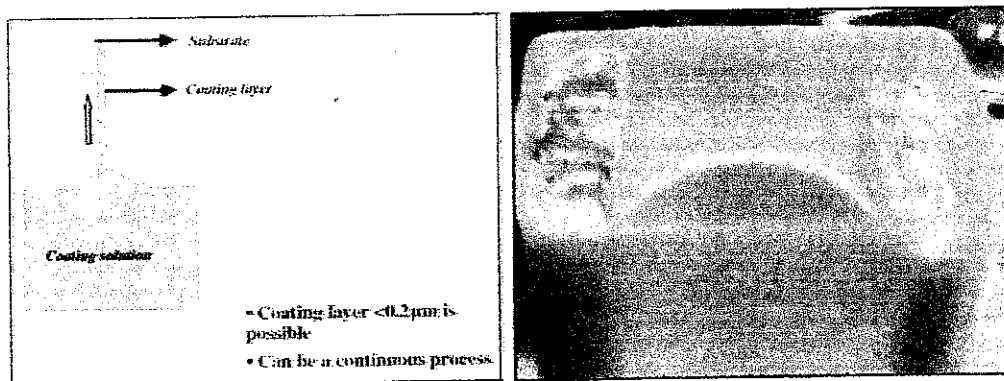 Substrate
Coating layer
Coating solution
• Coating layer <0.2μm is
possible
• Can be a continuous process.